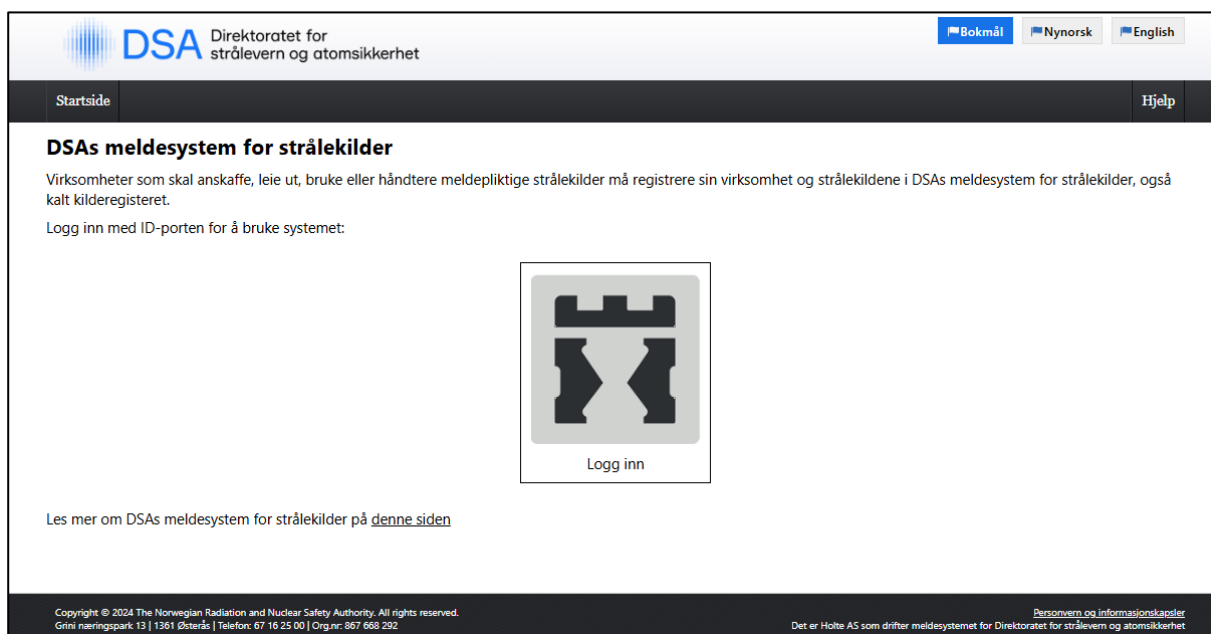 DSA Direktoratet for
strålevern og atomsikkerhet
Bokmål Nynorsk English
Startside Hjelp
DSAs meldesystem for strålekilder
Virksomheter som skal anskaffe, leie ut, bruke eller håndtere meldepliktige strålekilder må registrere sin virksomhet og strålekildene i DSAs meldesystem for strålekilder, også
kalt kilderegisteret.
Logg inn med ID-porten for å bruke systemet:
Logg inn
Les mer om DSAs meldesystem for strålekilder på denne siden
Copyright © 2024 The Norwegian Radiation and Nuclear Safety Authority. All rights reserved.
Grini næringspark 13 | 1361 Østerås | Telefon: 67 16 25 00 | Org.nr: 867 668 292
Personvern og informasjonskapsler
Det er Holte AS som drifter meldesystemet for Direktoratet for strålevern og atomsikkerhet